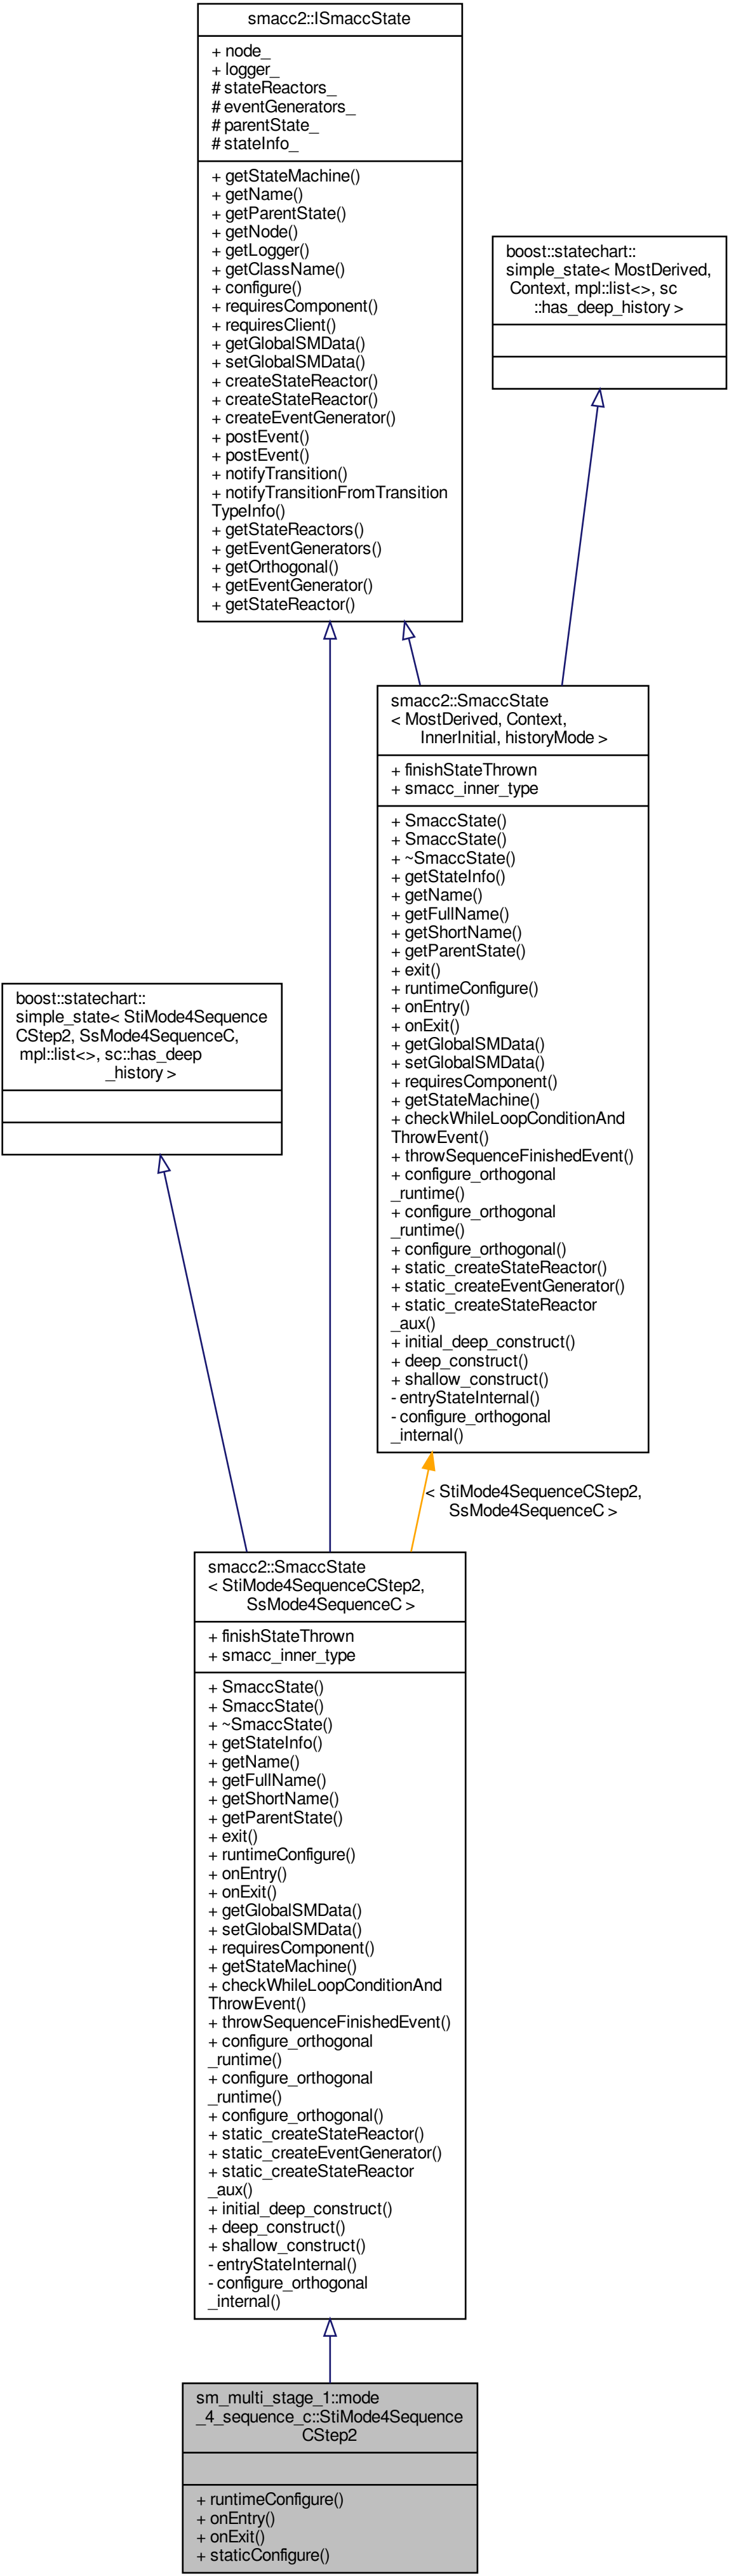 smacc2::ISmaccState
+ node_
+ logger_
# stateReactors_
# eventGenerators_
# parentState_
# stateInfo_
+ getStateMachine()
+ getName()
+ getParentState()
+ getNode()
+ getLogger()
+ getClassName()
+ configure()
+ requiresComponent()
+ requiresClient()
+ getGlobalSMData()
+ setGlobalSMData()
+ createStateReactor()
+ createStateReactor()
+ createEventGenerator()
+ postEvent()
+ postEvent()
+ notifyTransition()
+ notifyTransitionFromTransition
TypeInfo()
+ getStateReactors()
+ getEventGenerators()
+ getOrthogonal()
+ getEventGenerator()
+ getStateReactor()
boost::statechart::
simple_state< MostDerived,
Context, mpl::list<>, sc
::has_deep_history >
smacc2::SmaccState
< MostDerived, Context,
InnerInitial, historyMode >
+ finishStateThrown
+ smacc_inner_type
+ SmaccState()
+ SmaccState()
+ ~SmaccState()
+ getStateInfo()
+ getName()
+ getFullName()
+ getShortName()
+ getParentState()
+ exit()
+ runtimeConfigure()
+ onEntry()
+ onExit()
+ getGlobalSMData()
+ setGlobalSMData()
+ requiresComponent()
+ getStateMachine()
+ checkWhileLoopConditionAnd
ThrowEvent()
+ throwSequenceFinishedEvent()
+ configure_orthogonal
_runtime()
+ configure_orthogonal
_runtime()
+ configure_orthogonal()
+ static_createStateReactor()
+ static_createEventGenerator()
+ static_createStateReactor
_aux()
+ initial_deep_construct()
+ deep_construct()
+ shallow_construct()
- entryStateInternal()
- configure_orthogonal
_internal()
boost::statechart::
simple_state< StiMode4Sequence
CStep2, SsMode4SequenceC,
mpl::list<>, sc::has_deep
_history >
< StiMode4SequenceCStep2,
SsMode4SequenceC >
smacc2::SmaccState
< StiMode4SequenceCStep2,
SsMode4SequenceC >
+ finishStateThrown
+ smacc_inner_type
+ SmaccState()
+ SmaccState()
+ ~SmaccState()
+ getStateInfo()
+ getName()
+ getFullName()
+ getShortName()
+ getParentState()
+ exit()
+ runtimeConfigure()
+ onEntry()
+ onExit()
+ getGlobalSMData()
+ setGlobalSMData()
+ requiresComponent()
+ getStateMachine()
+ checkWhileLoopConditionAnd
ThrowEvent()
+ throwSequenceFinishedEvent()
+ configure_orthogonal
_runtime()
+ configure_orthogonal
_runtime()
+ configure_orthogonal()
+ static_createStateReactor()
+ static_createEventGenerator()
+ static_createStateReactor
_aux()
+ initial_deep_construct()
+ deep_construct()
+ shallow_construct()
- entryStateInternal()
- configure_orthogonal
_internal()
sm_multi_stage_1::mode
_4_sequence_c::StiMode4Sequence
CStep2
+ runtimeConfigure()
+ onEntry()
+ onExit()
+ staticConfigure()